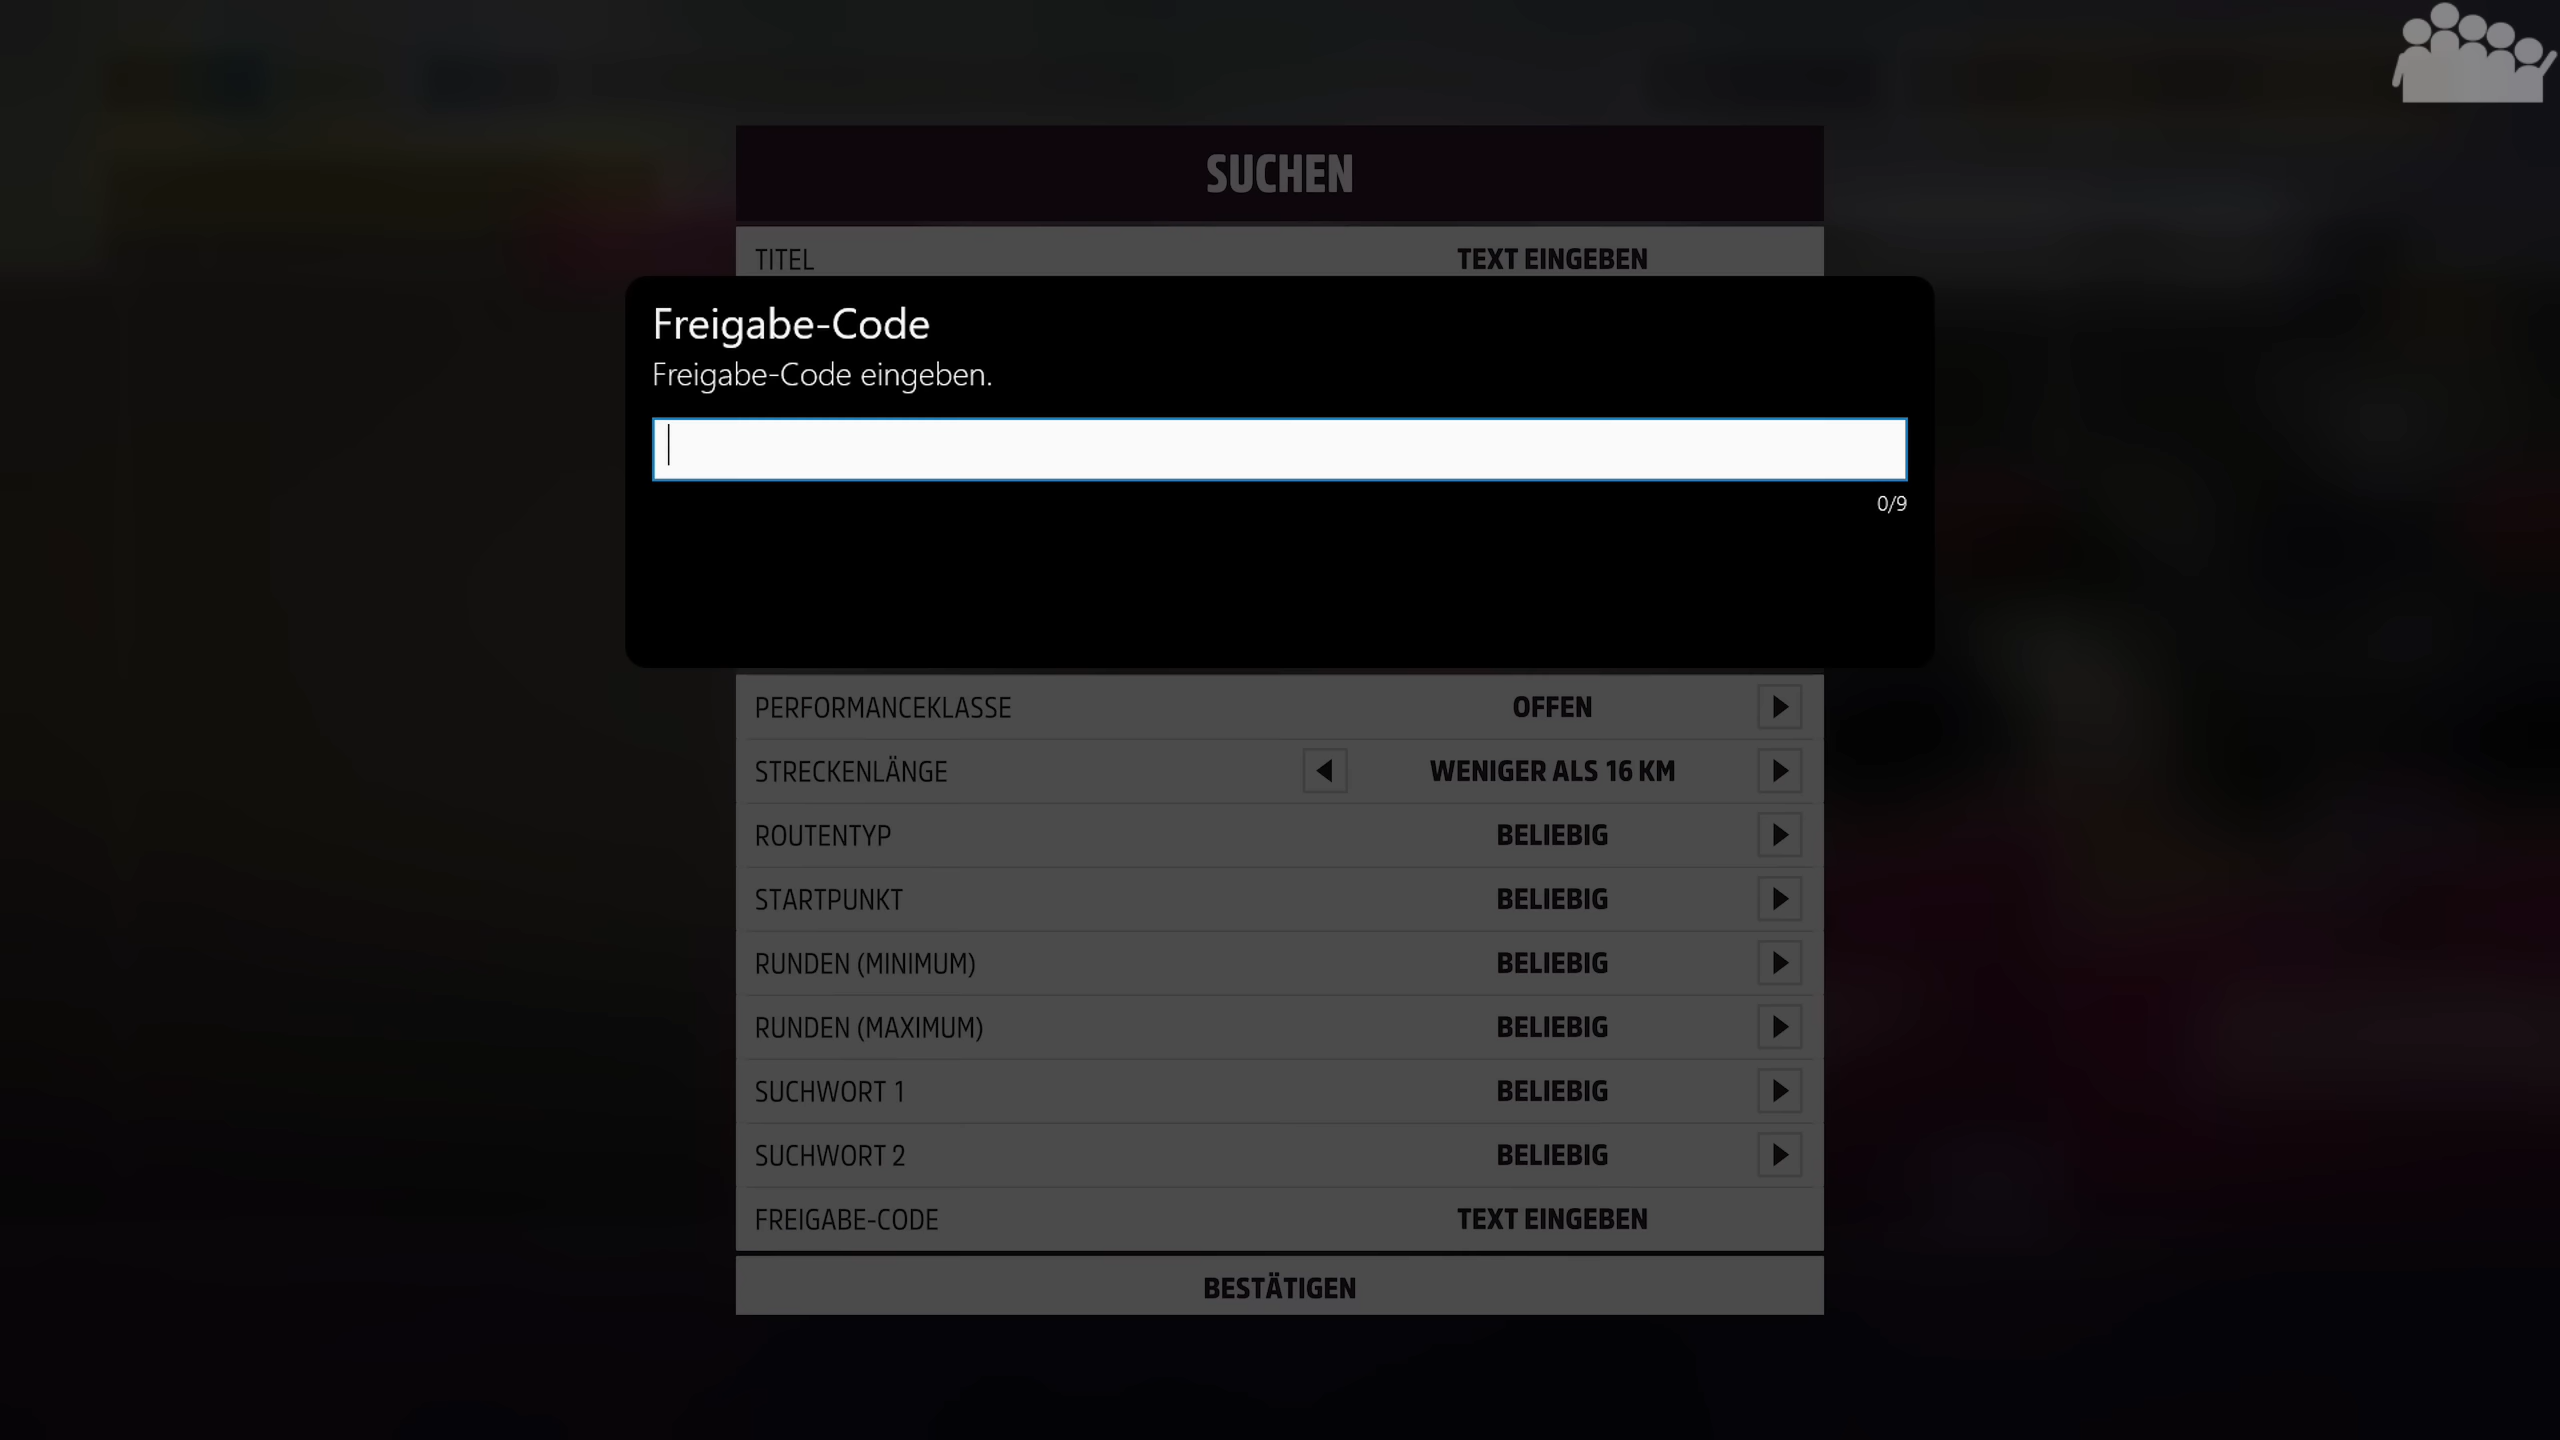 SUCHEN
TITEL TEXT EINGEBEN
Freigabe-Code
Freigabe-Code eingeben.
0/9
PERFORMANCEKLASSE OFFEN
STRECKENLÄNGE WENIGER ALS 16 KM
ROUTENTYP BELIEBIG
STARTPUNKT BELIEBIG
RUNDEN (MINIMUM) BELIEBIG
RUNDEN (MAXIMUM) BELIEBIG
SUCHWORT 1 BELIEBIG
SUCHWORT 2 BELIEBIG
FREIGABE-CODE TEXT EINGEBEN
BESTÄTIGEN